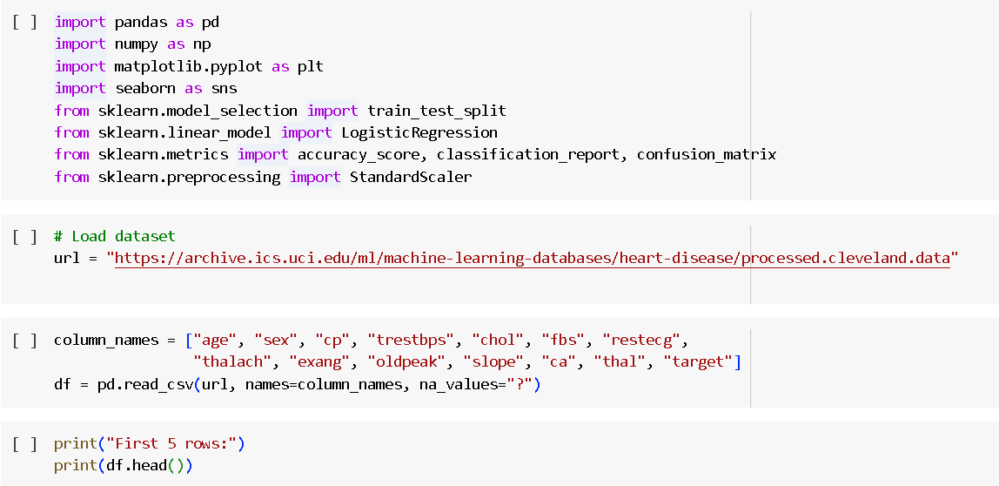 [ ] import pandas as pd
import numpy as np
import matplotlib.pyplot as plt
import seaborn as sns
from sklearn.model_selection import train_test_split
from sklearn.linear_model import LogisticRegression
from sklearn.metrics import accuracy_score, classification_report, confusion_matrix
from sklearn.preprocessing import StandardScaler
[ ] # Load dataset
url = "https://archive.ics.uci.edu/ml/machine-learning-databases/heart-disease/processed.cleveland.data"
[ ] column_names = ["age", "sex", "cp", "trestbps", "chol", "fbs", "restecg",
"thalach", "exang", "oldpeak", "slope", "ca", "thal", "target"]
df = pd.read_csv(url, names=column_names, na_values="?")
[ ] print("First 5 rows:")
print(df.head())